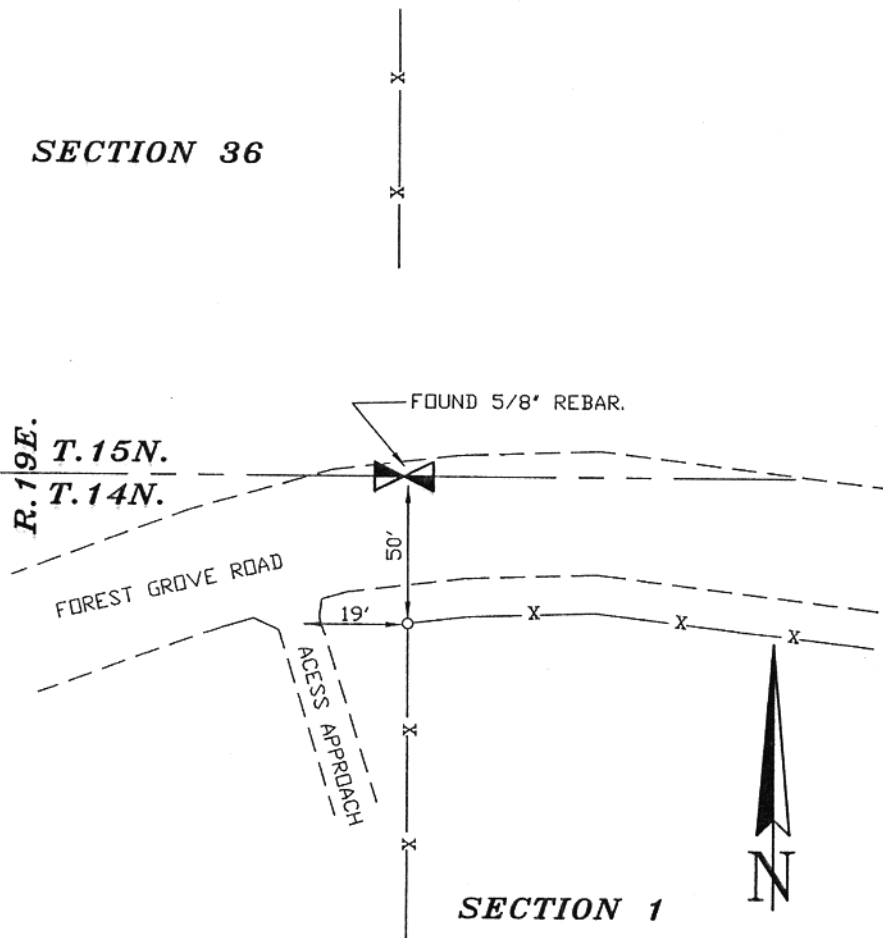 SECTION 36
FOUND 5/8" REBAR.
R.19E.
T.15N.
T.14N.
50'
FOREST GROVE ROAD
19'
ACESS APPROACH
N
SECTION 1